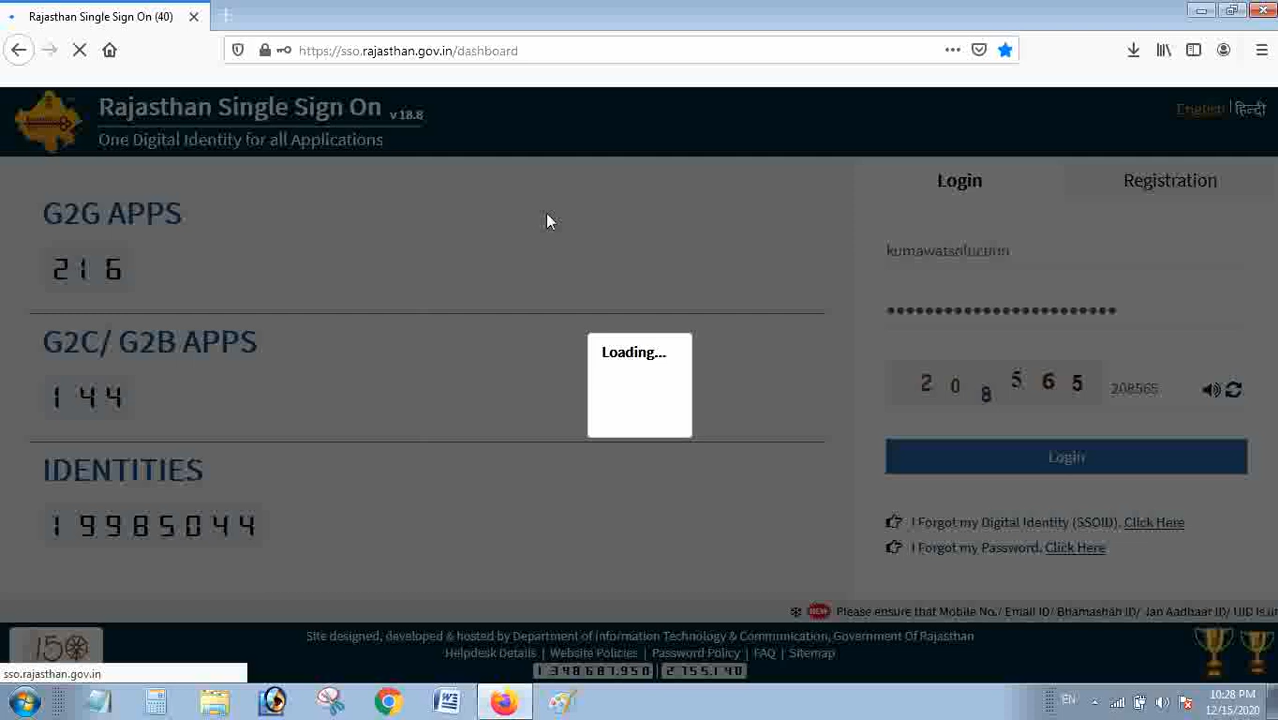 Rajasthan Single Sign On (40)
https://sso.rajasthan.gov.in/dashboard
Rajasthan Single Sign On v 18.8
One Digital Identity for all Applications
English | हिन्दी
Login Registration
G2G APPS
216
G2C/ G2B APPS
144
IDENTITIES
19985044
Loading...
kumawatsolucunn
2 0 8 5 6 5 208565
Login
I Forgot my Digital Identity (SSOID). Click Here
I Forgot my Password. Click Here
NEW Please ensure that Mobile No./ Email ID/ Bhamashah ID/ Jan Aadhaar ID/ UID is
150
Site designed, developed & hosted by Department of Information Technology & Communication, Government Of Rajasthan
Helpdesk Details | Website Policies | Password Policy | FAQ | Sitemap
sso.rajasthan.gov.in
EN
10:28 PM
12/15/2020